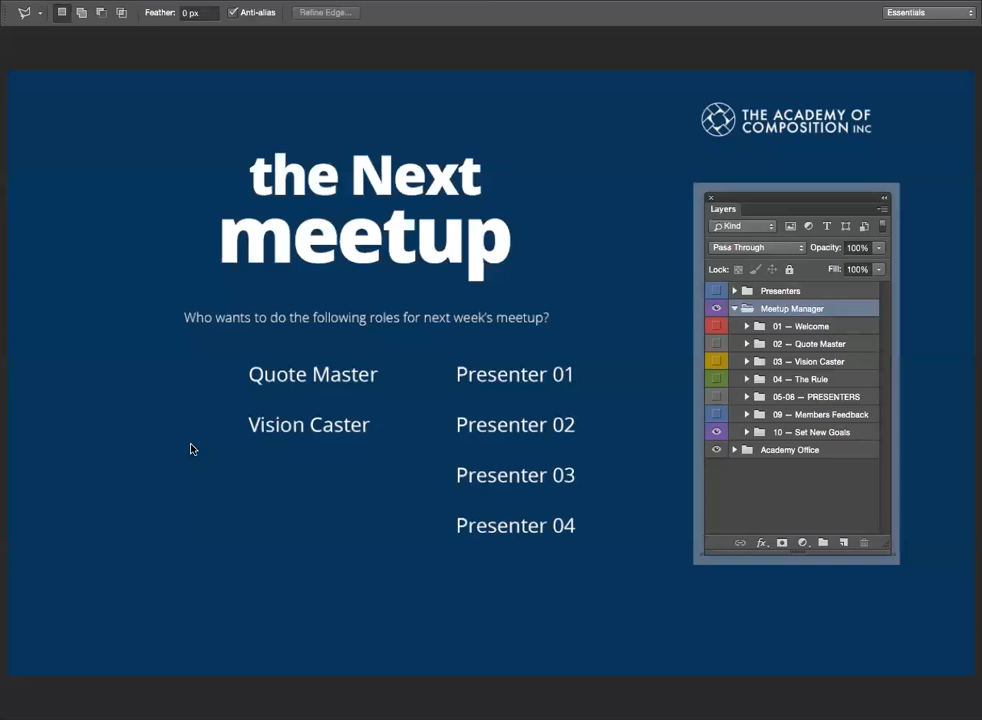 Feather: 0 px Anti-alias Refine Edge... Essentials
THE ACADEMY OF
COMPOSITION INC
the Next
meetup
Who wants to do the following roles for next week's meetup?
Quote Master Presenter 01
Vision Caster Presenter 02
Presenter 03
Presenter 04
Layers
Kind
Pass Through Opacity: 100%
Lock: Fill: 100%
Presenters
Meetup Manager
01 – Welcome
02 – Quote Master
03 – Vision Caster
04 – The Rule
05-08 – PRESENTERS
09 – Members Feedback
10 – Set New Goals
Academy Office
fx